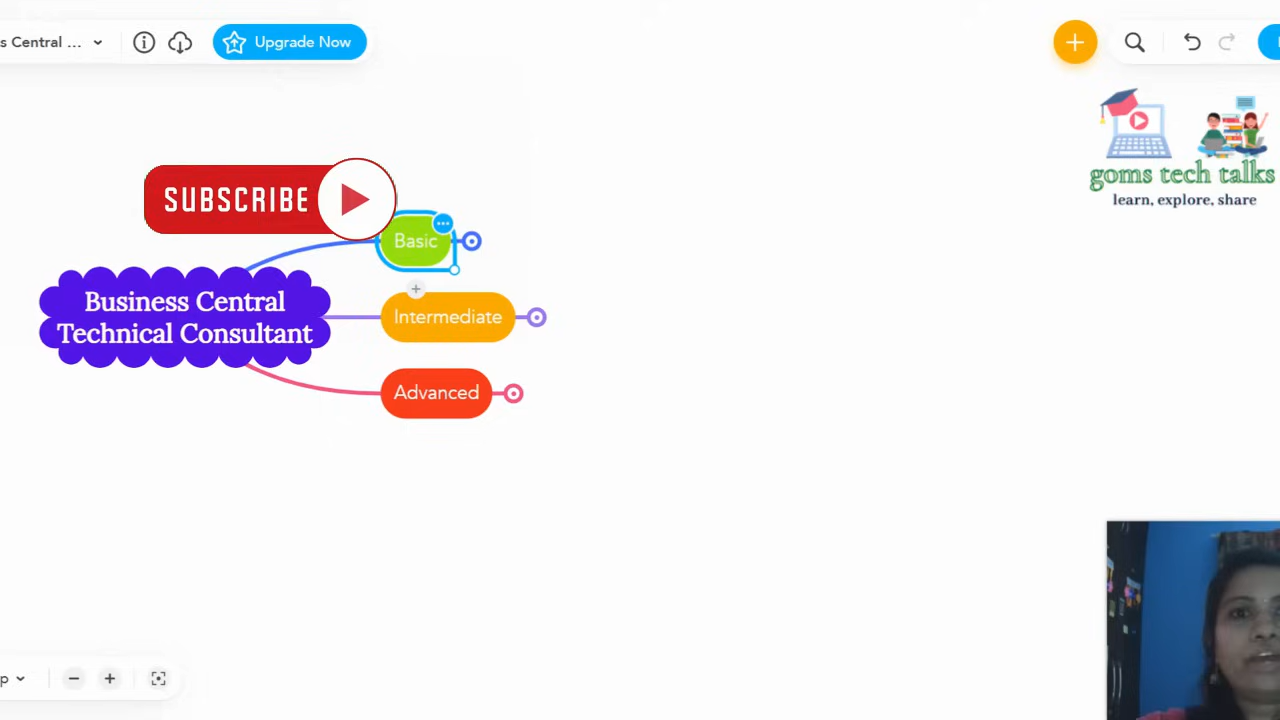 s Central ...
Upgrade Now
goms tech talks
learn, explore, share
SUBSCRIBE
Basic
Business Central
Technical Consultant
Intermediate
Advanced
p